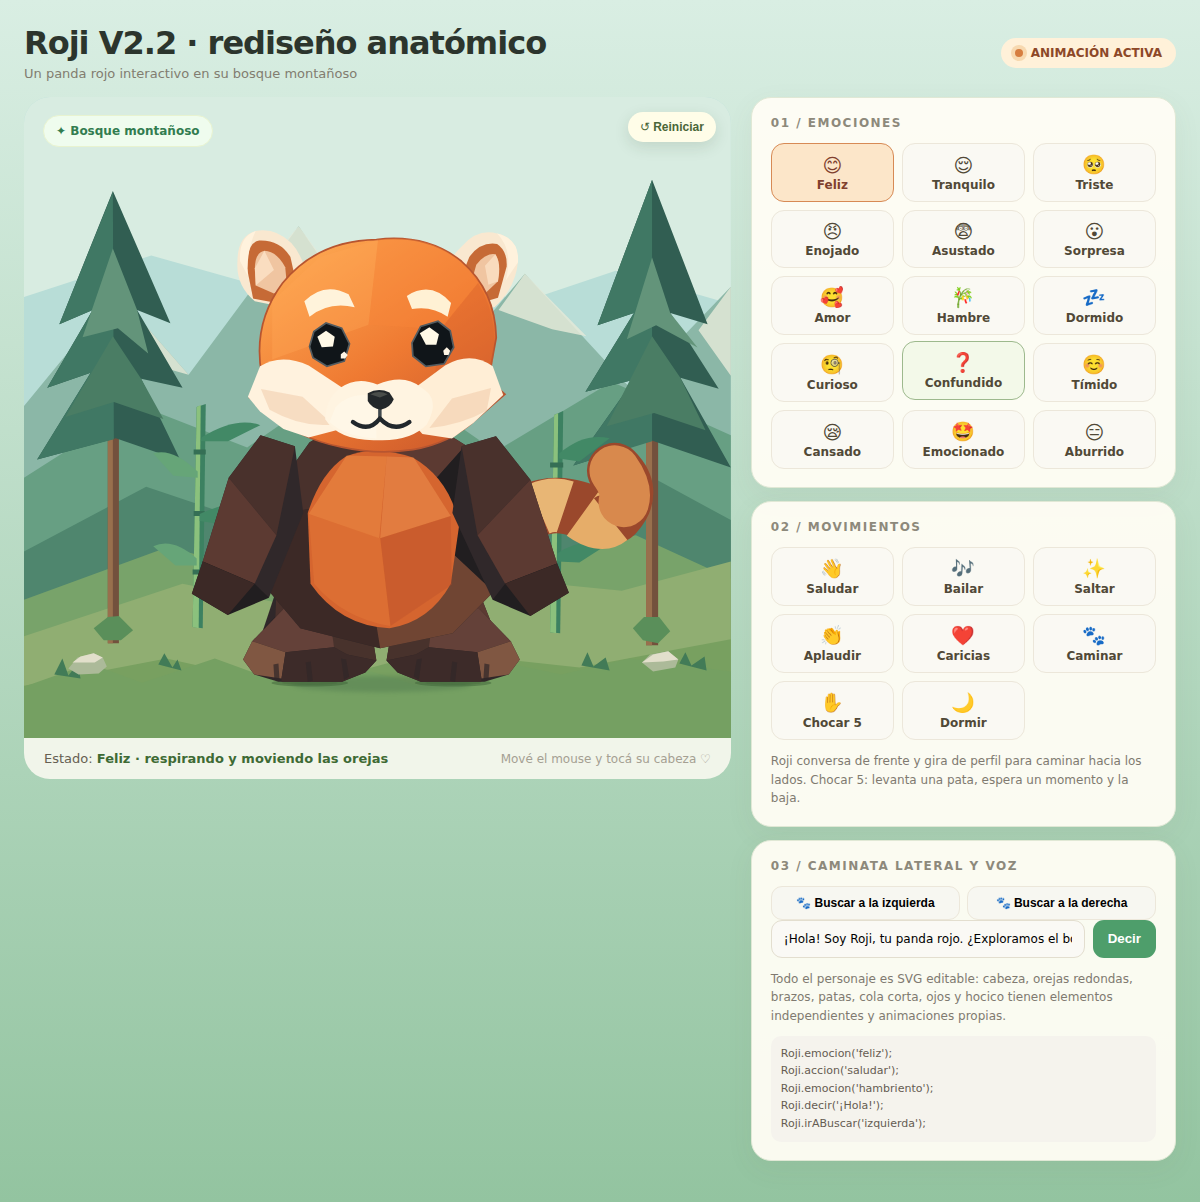 Roji V2.2 · rediseño anatómico
Un panda rojo interactivo en su bosque montañoso
ANIMACIÓN ACTIVA
✦ Bosque montañoso
↺ Reiniciar
Estado: Feliz · respirando y moviendo las orejas
Mové el mouse y tocá su cabeza ♡
01 / EMOCIONES
Feliz
Tranquilo
Triste
Enojado
Asustado
Sorpresa
Amor
Hambre
Dormido
Curioso
Confundido
Tímido
Cansado
Emocionado
Aburrido
02 / MOVIMIENTOS
Saludar
Bailar
Saltar
Aplaudir
Caricias
Caminar
Chocar 5
Dormir
Roji conversa de frente y gira de perfil para caminar hacia los
lados. Chocar 5: levanta una pata, espera un momento y la
baja.
03 / CAMINATA LATERAL Y VOZ
Buscar a la izquierda
Buscar a la derecha
¡Hola! Soy Roji, tu panda rojo. ¿Exploramos el
Decir
Todo el personaje es SVG editable: cabeza, orejas redondas,
brazos, patas, cola corta, ojos y hocico tienen elementos
independientes y animaciones propias.
Roji.emocion('feliz');
Roji.accion('saludar');
Roji.emocion('hambriento');
Roji.decir('¡Hola!');
Roji.irABuscar('izquierda');